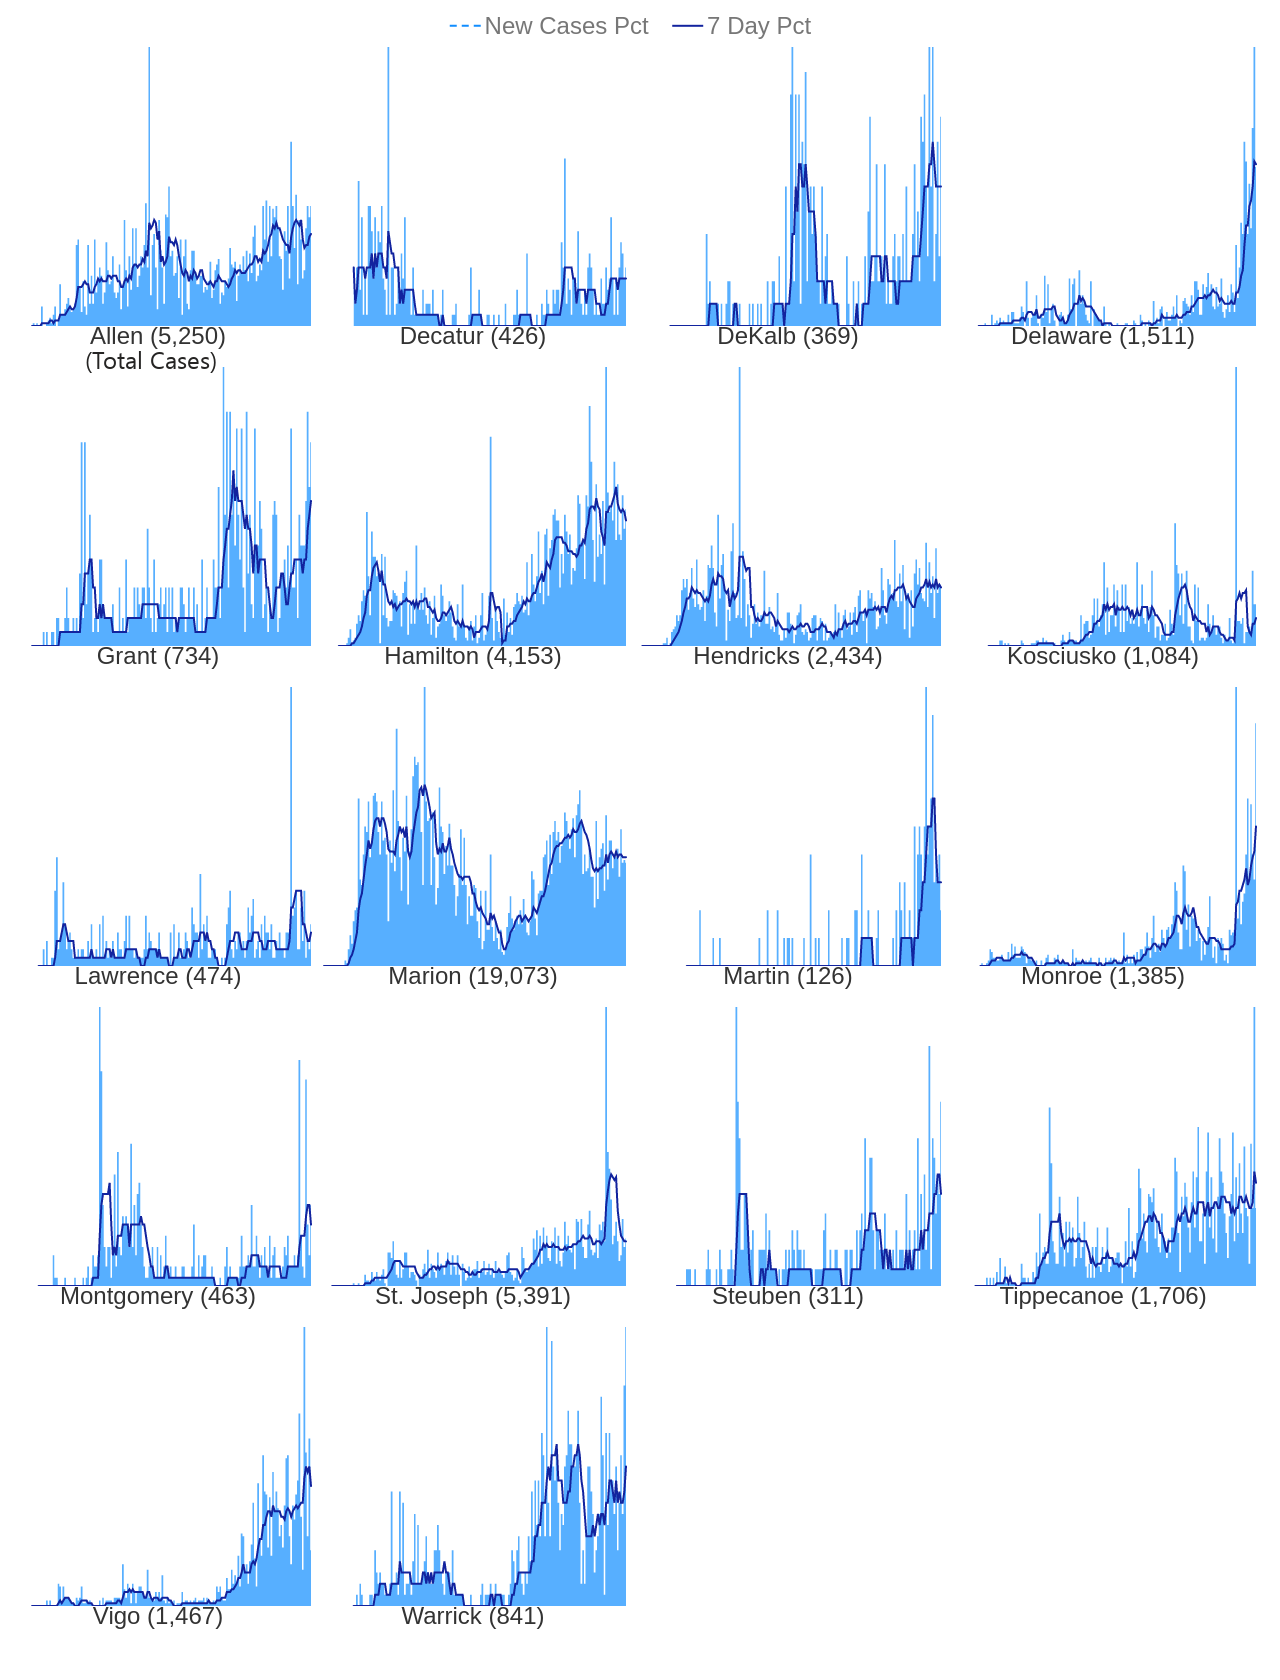 New Cases Pct 7 Day Pct
Allen (5,250) Decatur (426) DeKalb (369) Delaware (1,511)
(Total Cases)
Grant (734) Hamilton (4,153) Hendricks (2,434) Kosciusko (1,084)
Lawrence (474) Marion (19,073) Martin (126) Monroe (1,385)
Montgomery (463) St. Joseph (5,391) Steuben (311) Tippecanoe (1,706)
Vigo (1,467) Warrick (841)